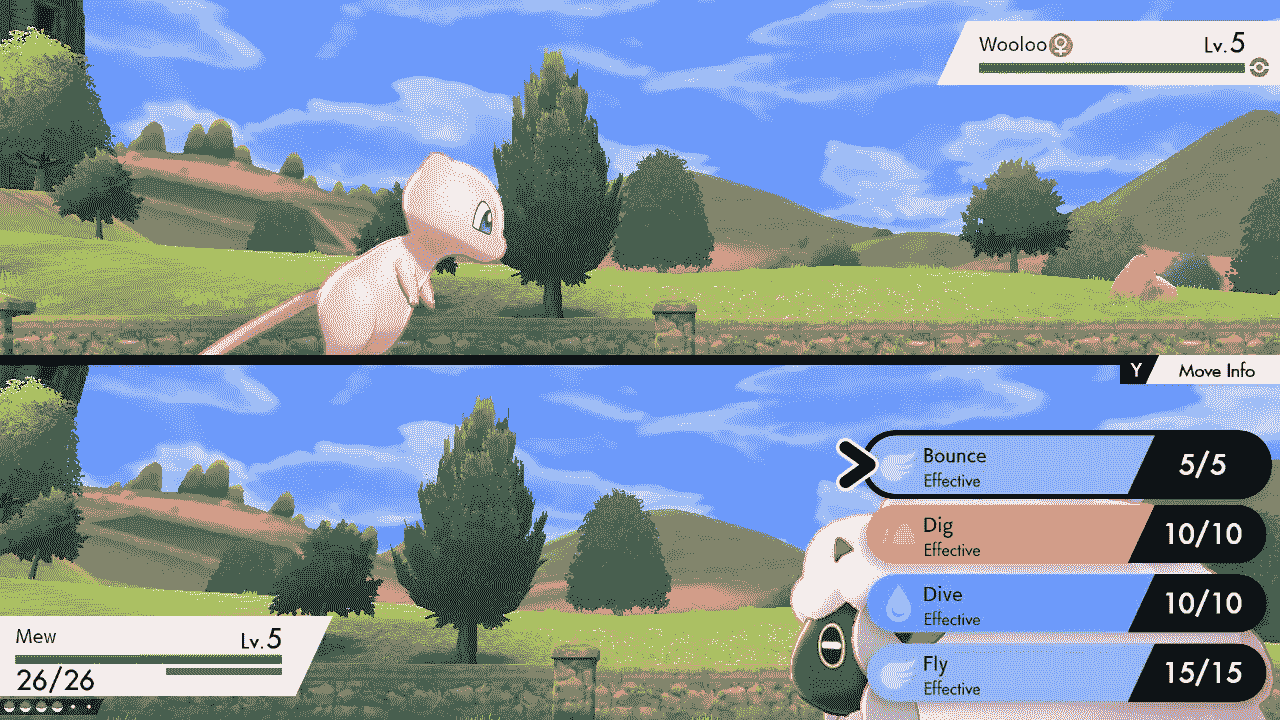 Wooloo♀ Lv.5
Y Move Info
Bounce
Effective
5/5
Dig
Effective
10/10
Dive
Effective
10/10
Fly
Effective
15/15
Mew Lv.5
26/26